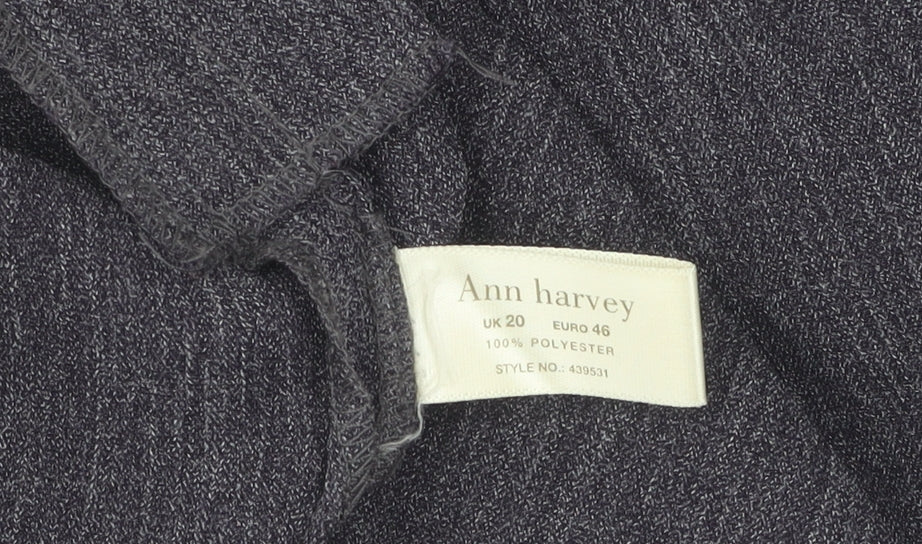 Ann harvey
UK 20 EURO 46
100% POLYESTER
STYLE NO.: 439531